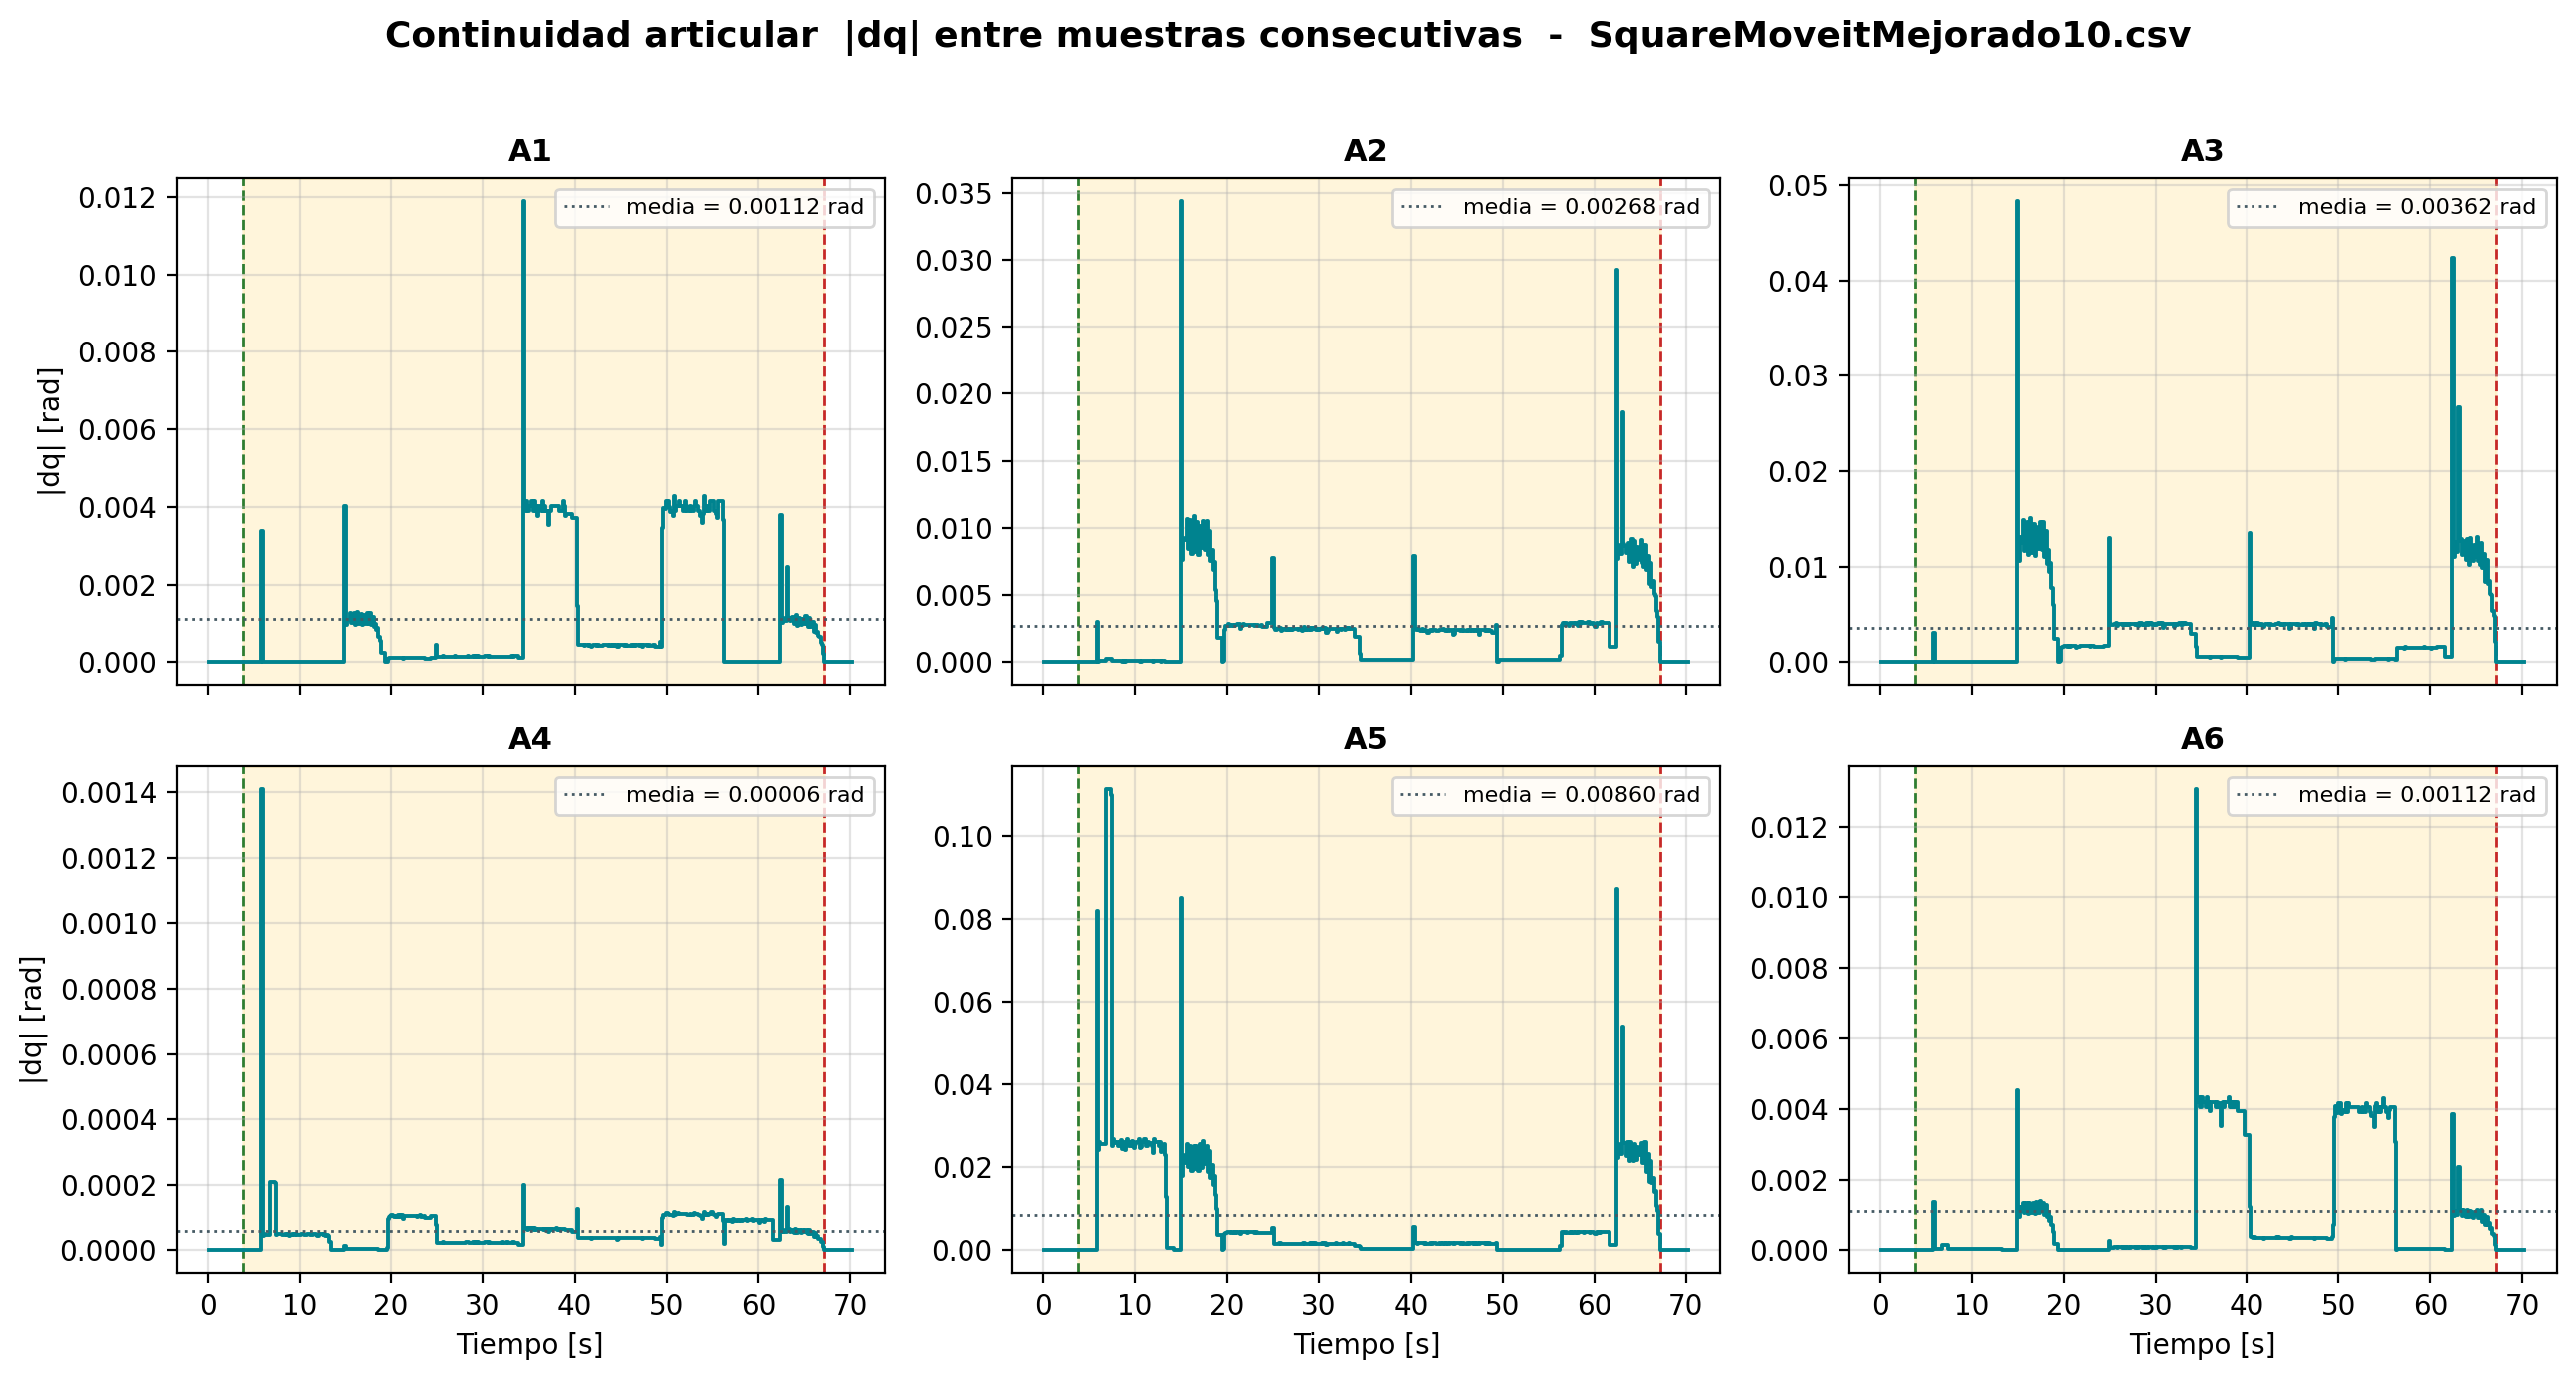 Continuidad articular  |dq| entre muestras consecutivas  -  SquareMoveitMejorado10.csv
A1
0.012
0.010
0.008
0.006
0.004
0.002
0.000
|dq| [rad]
media = 0.00112 rad
A2
0.035
0.030
0.025
0.020
0.015
0.010
0.005
0.000
media = 0.00268 rad
A3
0.05
0.04
0.03
0.02
0.01
0.00
media = 0.00362 rad
A4
0.0014
0.0012
0.0010
0.0008
0.0006
0.0004
0.0002
0.0000
|dq| [rad]
media = 0.00006 rad
0 10 20 30 40 50 60 70
Tiempo [s]
A5
0.10
0.08
0.06
0.04
0.02
0.00
media = 0.00860 rad
0 10 20 30 40 50 60 70
Tiempo [s]
A6
0.012
0.010
0.008
0.006
0.004
0.002
0.000
media = 0.00112 rad
0 10 20 30 40 50 60 70
Tiempo [s]